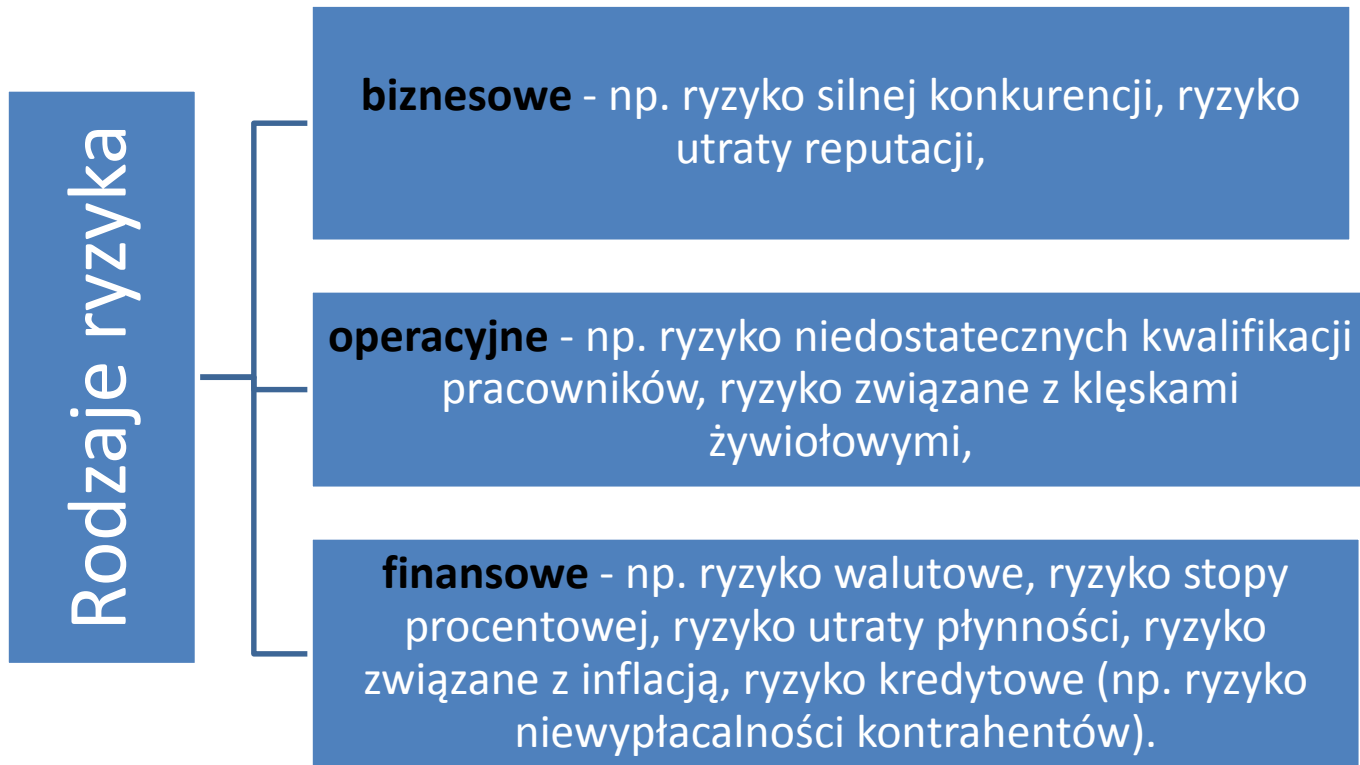 Rodzaje ryzyka
biznesowe - np. ryzyko silnej konkurencji, ryzyko
utraty reputacji,
operacyjne - np. ryzyko niedostatecznych kwalifikacji
pracowników, ryzyko związane z klęskami
żywiołowymi,
finansowe - np. ryzyko walutowe, ryzyko stopy
procentowej, ryzyko utraty płynności, ryzyko
związane z inflacją, ryzyko kredytowe (np. ryzyko
niewypłacalności kontrahentów).